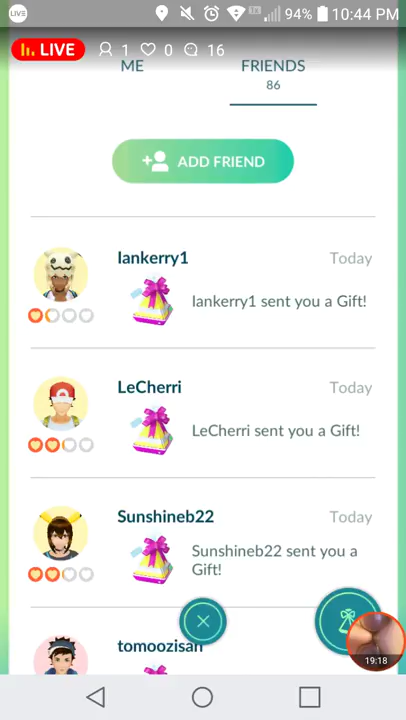 LIVE 1x 94% 10:44 PM
LIVE 1 0 16
ME FRIENDS
86
ADD FRIEND
Iankerry1 Today
Iankerry1 sent you a Gift!
LeCherri Today
LeCherri sent you a Gift!
Sunshineb22 Today
Sunshineb22 sent you a
Gift!
tomoozisan
19:18